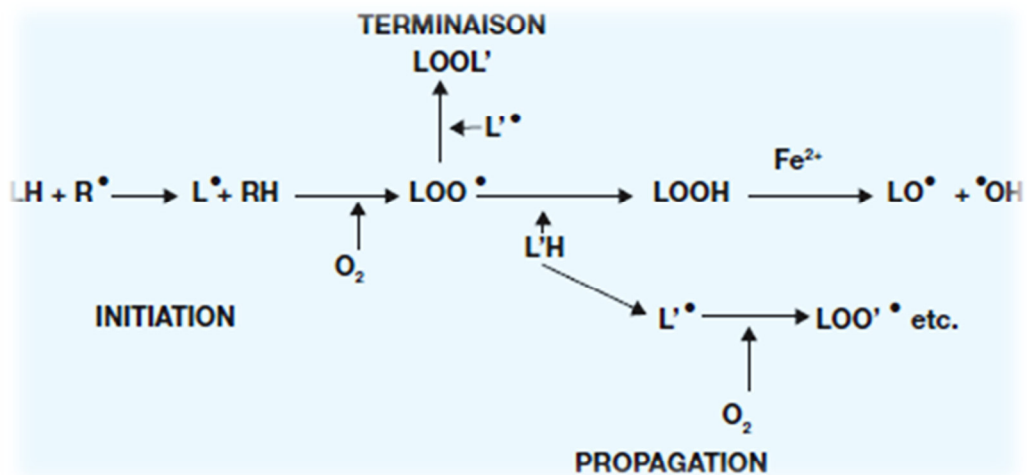 TERMINAISON
LOOL’
L’•
Fe²⁺
LH + R• L•+ RH LOO• LOOH LO• + •OH
O₂ L’H
INITIATION L’• LOO’• etc.
O₂
PROPAGATION